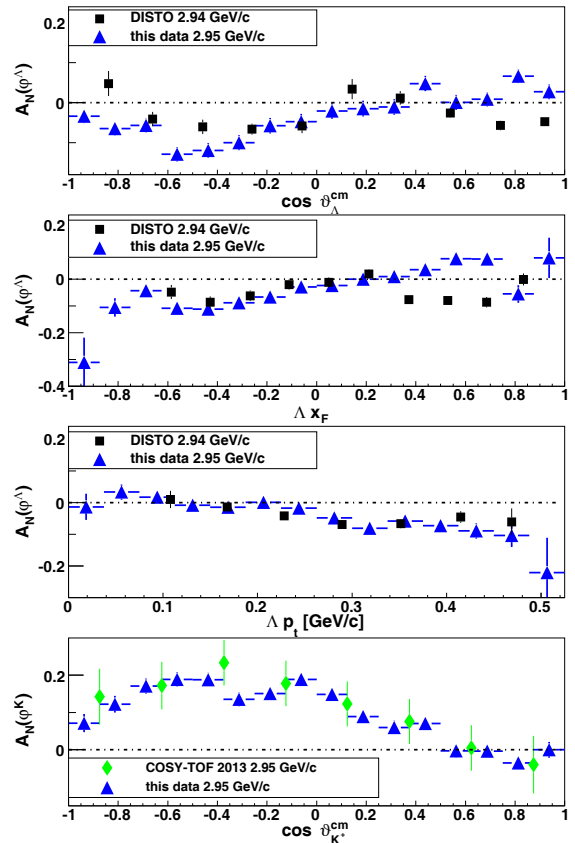 DISTO 2.94 GeV/c
this data 2.95 GeV/c
A_N(φ^Λ)
0.2
0
-1 -0.8 -0.6 -0.4 -0.2 0 0.2 0.4 0.6 0.8 1
cos ϑ_Λ^cm
DISTO 2.94 GeV/c
this data 2.95 GeV/c
A_N(φ^Λ)
0.2
0
-0.2
-0.4
-1 -0.8 -0.6 -0.4 -0.2 0 0.2 0.4 0.6 0.8 1
Λ x_F
DISTO 2.94 GeV/c
this data 2.95 GeV/c
A_N(φ^Λ)
0.2
0
-0.2
0 0.1 0.2 0.3 0.4 0.5
Λ p_t [GeV/c]
A_N(φ^K)
0.2
0
COSY-TOF 2013 2.95 GeV/c
this data 2.95 GeV/c
-1 -0.8 -0.6 -0.4 -0.2 0 0.2 0.4 0.6 0.8 1
cos ϑ_K+^cm